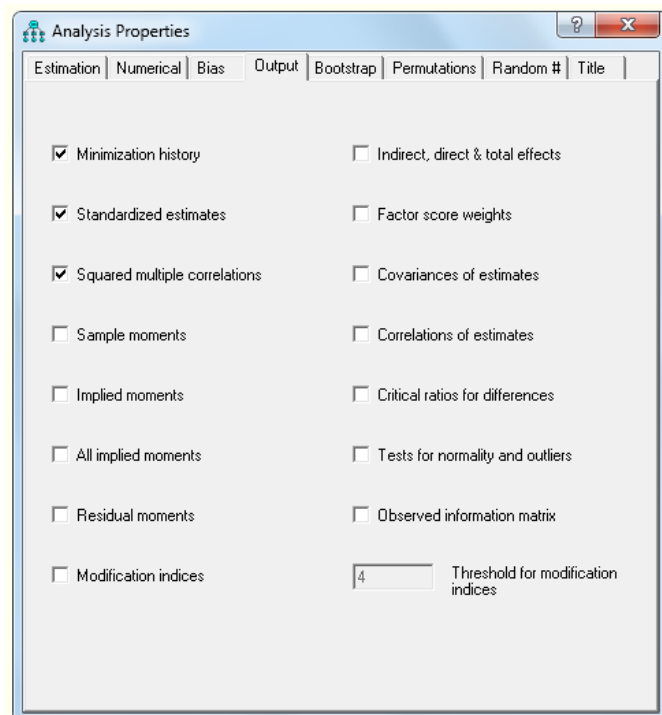 Analysis Properties
?
X
Estimation Numerical Bias Output Bootstrap Permutations Random # Title
Minimization history
Indirect, direct & total effects
Standardized estimates
Factor score weights
Squared multiple correlations
Covariances of estimates
Sample moments
Correlations of estimates
Implied moments
Critical ratios for differences
All implied moments
Tests for normality and outliers
Residual moments
Observed information matrix
Modification indices
4
Threshold for modification
indices